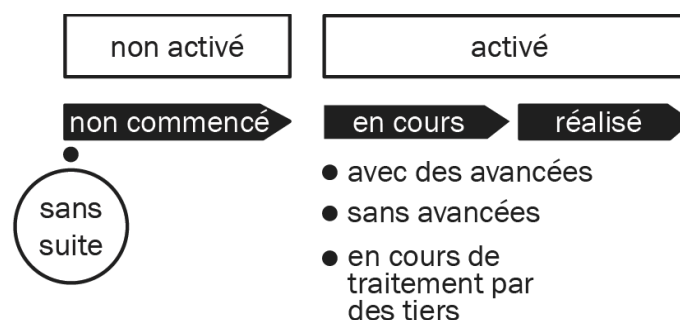 non activé
activé
non commencé
en cours
réalisé
sans
suite
avec des avancées
sans avancées
en cours de
traitement par
des tiers